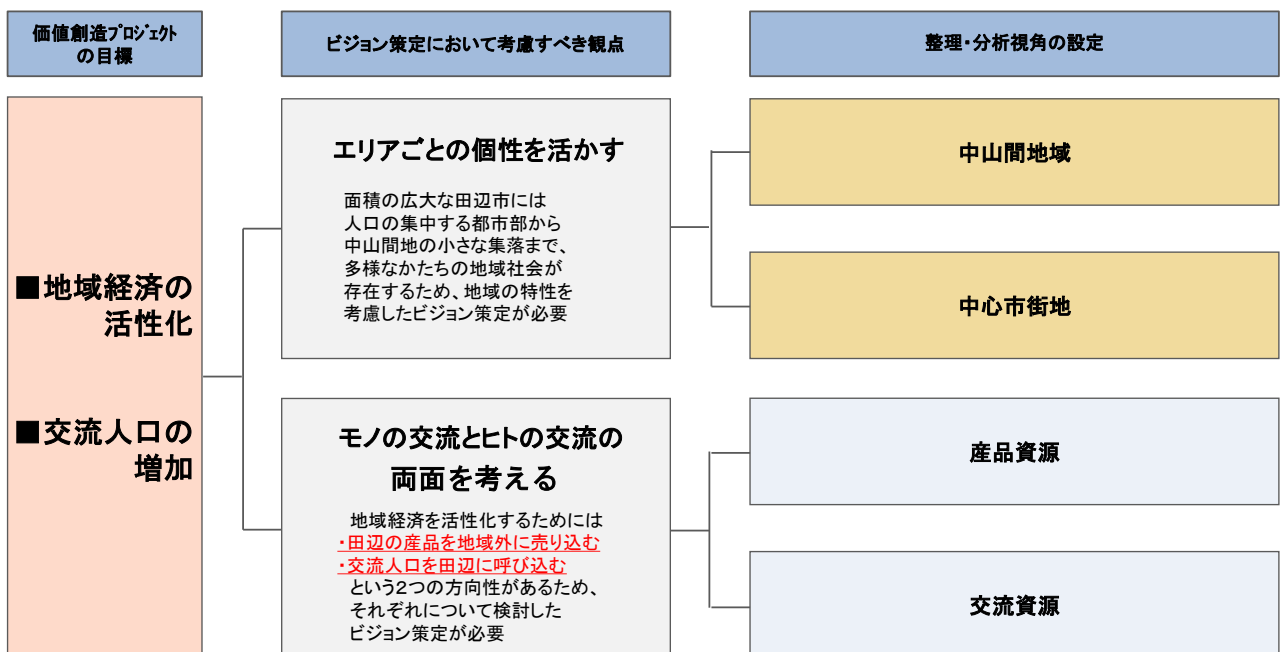 価値創造プロジェクト
の目標
ビジョン策定において考慮すべき観点
整理・分析視角の設定
■地域経済の
活性化
■交流人口の
増加
エリアごとの個性を活かす
面積の広大な田辺市には
人口の集中する都市部から
中山間地の小さな集落まで、
多様なかたちの地域社会が
存在するため、地域の特性を
考慮したビジョン策定が必要
モノの交流とヒトの交流の
両面を考える
地域経済を活性化するためには
・田辺の産品を地域外に売り込む
・交流人口を田辺に呼び込む
という2つの方向性があるため、
それぞれについて検討した
ビジョン策定が必要
中山間地域
中心市街地
産品資源
交流資源